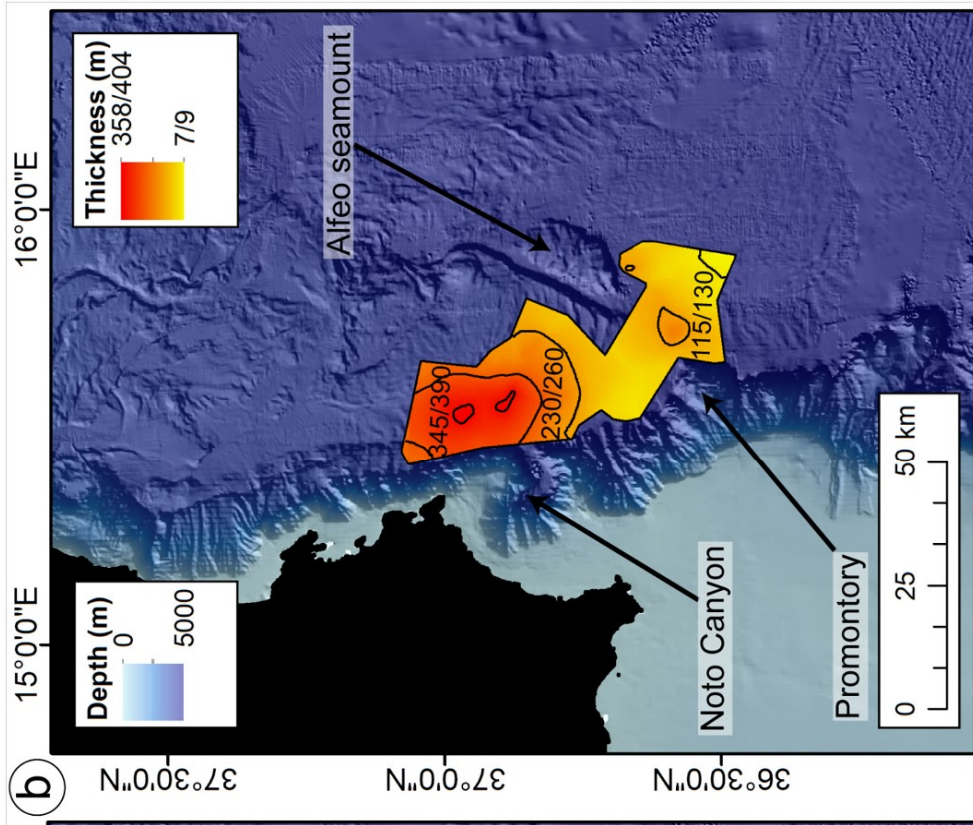 b
15°0'0"E
16°0'0"E
Depth (m)
0
5000
Thickness (m)
358/404
7/9
Alfeo seamount
345/390
230/260
115/130
Noto Canyon
Promontory
0 25 50 km
37°30'0"N
37°0'0"N
36°30'0"N